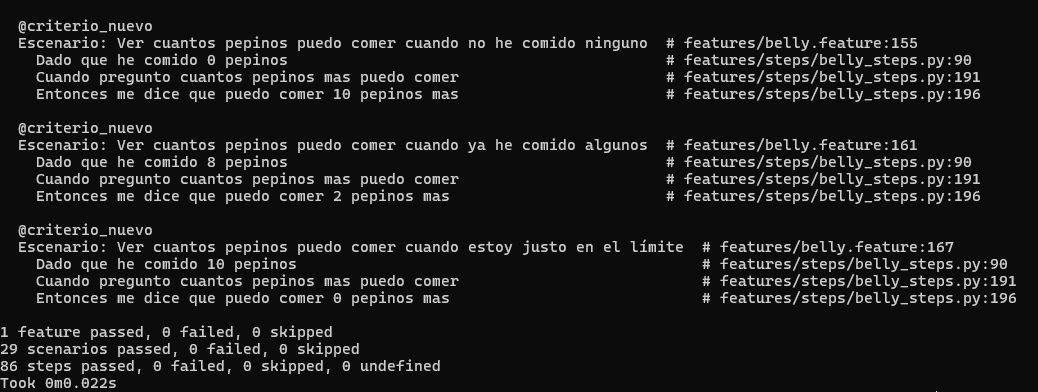 @criterio_nuevo
Escenario: Ver cuantos pepinos puedo comer cuando no he comido ninguno # features/belly.feature:155
Dado que he comido 0 pepinos # features/steps/belly_steps.py:90
Cuando pregunto cuantos pepinos mas puedo comer # features/steps/belly_steps.py:191
Entonces me dice que puedo comer 10 pepinos mas # features/steps/belly_steps.py:196
@criterio_nuevo
Escenario: Ver cuantos pepinos puedo comer cuando ya he comido algunos # features/belly.feature:161
Dado que he comido 8 pepinos # features/steps/belly_steps.py:90
Cuando pregunto cuantos pepinos mas puedo comer # features/steps/belly_steps.py:191
Entonces me dice que puedo comer 2 pepinos mas # features/steps/belly_steps.py:196
@criterio_nuevo
Escenario: Ver cuantos pepinos puedo comer cuando estoy justo en el límite # features/belly.feature:167
Dado que he comido 10 pepinos # features/steps/belly_steps.py:90
Cuando pregunto cuantos pepinos mas puedo comer # features/steps/belly_steps.py:191
Entonces me dice que puedo comer 0 pepinos mas # features/steps/belly_steps.py:196
1 feature passed, 0 failed, 0 skipped
29 scenarios passed, 0 failed, 0 skipped
86 steps passed, 0 failed, 0 skipped, 0 undefined
Took 0m0.022s